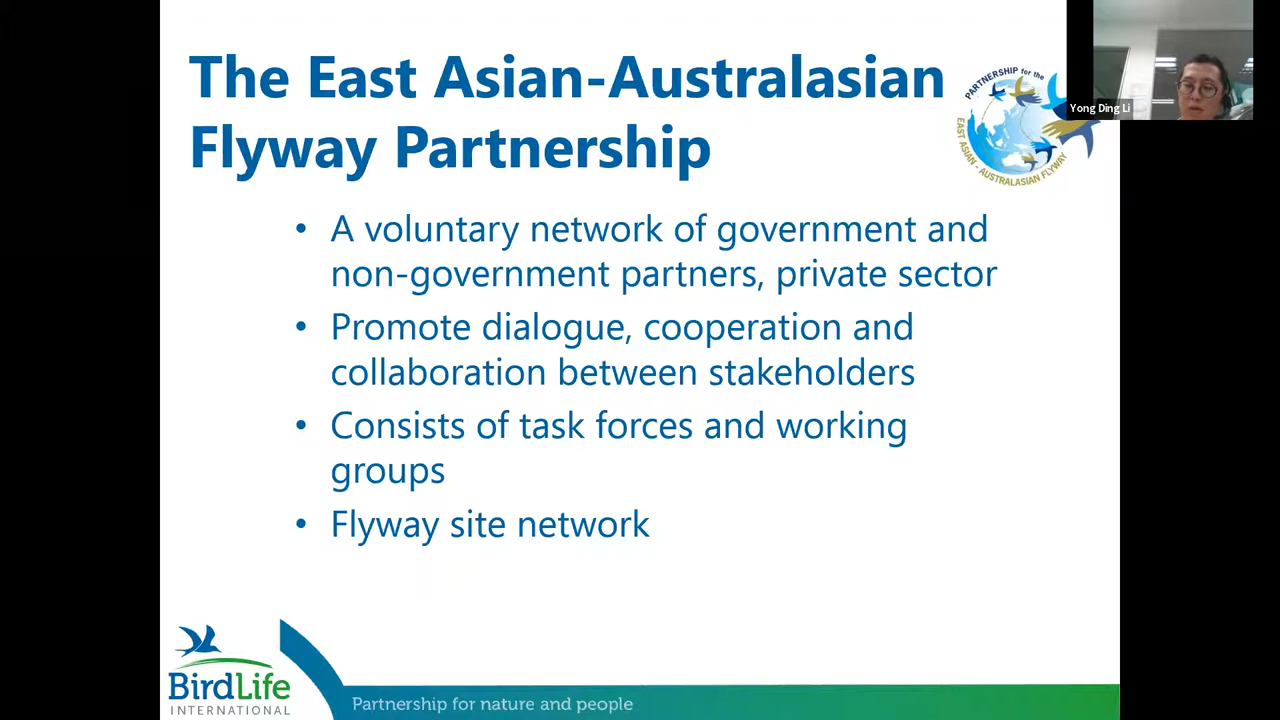 The East Asian-Australasian
Flyway Partnership
PARTNERSHIP for the
EAST ASIAN - AUSTRALASIAN FLYWAY
Yong Ding Li
• A voluntary network of government and
non-government partners, private sector
• Promote dialogue, cooperation and
collaboration between stakeholders
• Consists of task forces and working
groups
• Flyway site network
BirdLife
INTERNATIONAL
Partnership for nature and people